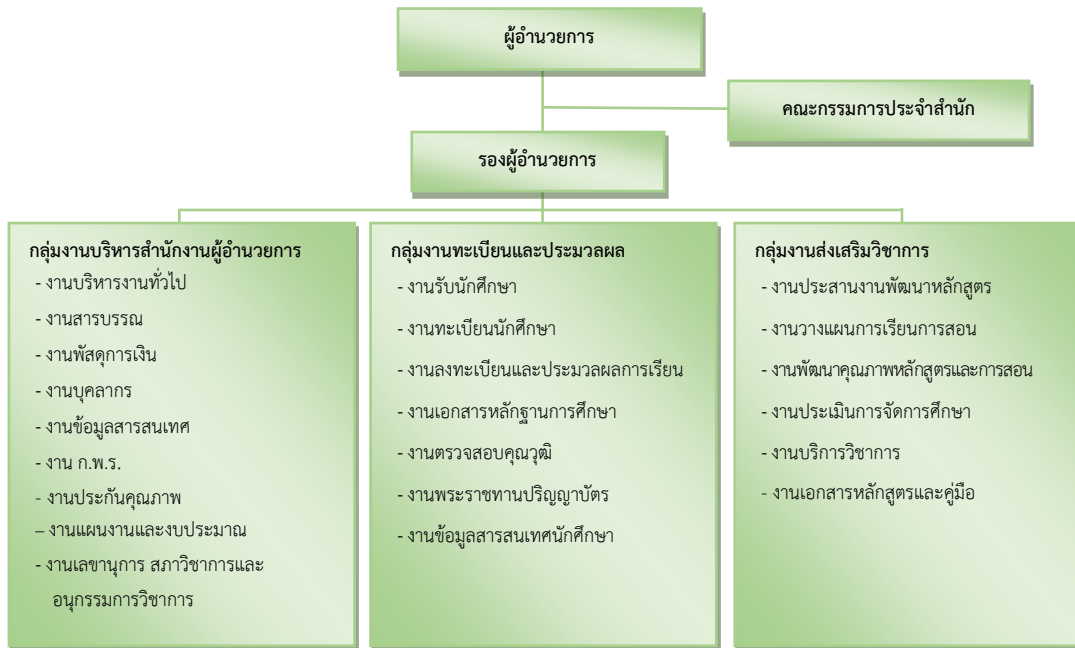 ผู้อำนวยการ
คณะกรรมการประจำสำนัก
รองผู้อำนวยการ
กลุ่มงานบริหารสำนักงานผู้อำนวยการ
- งานบริหารงานทั่วไป
- งานสารบรรณ
- งานพัสดุการเงิน
- งานบุคลากร
- งานข้อมูลสารสนเทศ
- งาน ก.พ.ร.
- งานประกันคุณภาพ
– งานแผนงานและงบประมาณ
- งานเลขานุการ สภาวิชาการและ
อนุกรรมการวิชาการ
กลุ่มงานทะเบียนและประมวลผล
- งานรับนักศึกษา
- งานทะเบียนนักศึกษา
- งานลงทะเบียนและประมวลผลการเรียน
- งานเอกสารหลักฐานการศึกษา
- งานตรวจสอบคุณวุฒิ
- งานพระราชทานปริญญาบัตร
- งานข้อมูลสารสนเทศนักศึกษา
กลุ่มงานส่งเสริมวิชาการ
- งานประสานงานพัฒนาหลักสูตร
- งานวางแผนการเรียนการสอน
- งานพัฒนาคุณภาพหลักสูตรและการสอน
- งานประเมินการจัดการศึกษา
- งานบริการวิชาการ
- งานเอกสารหลักสูตรและคู่มือ